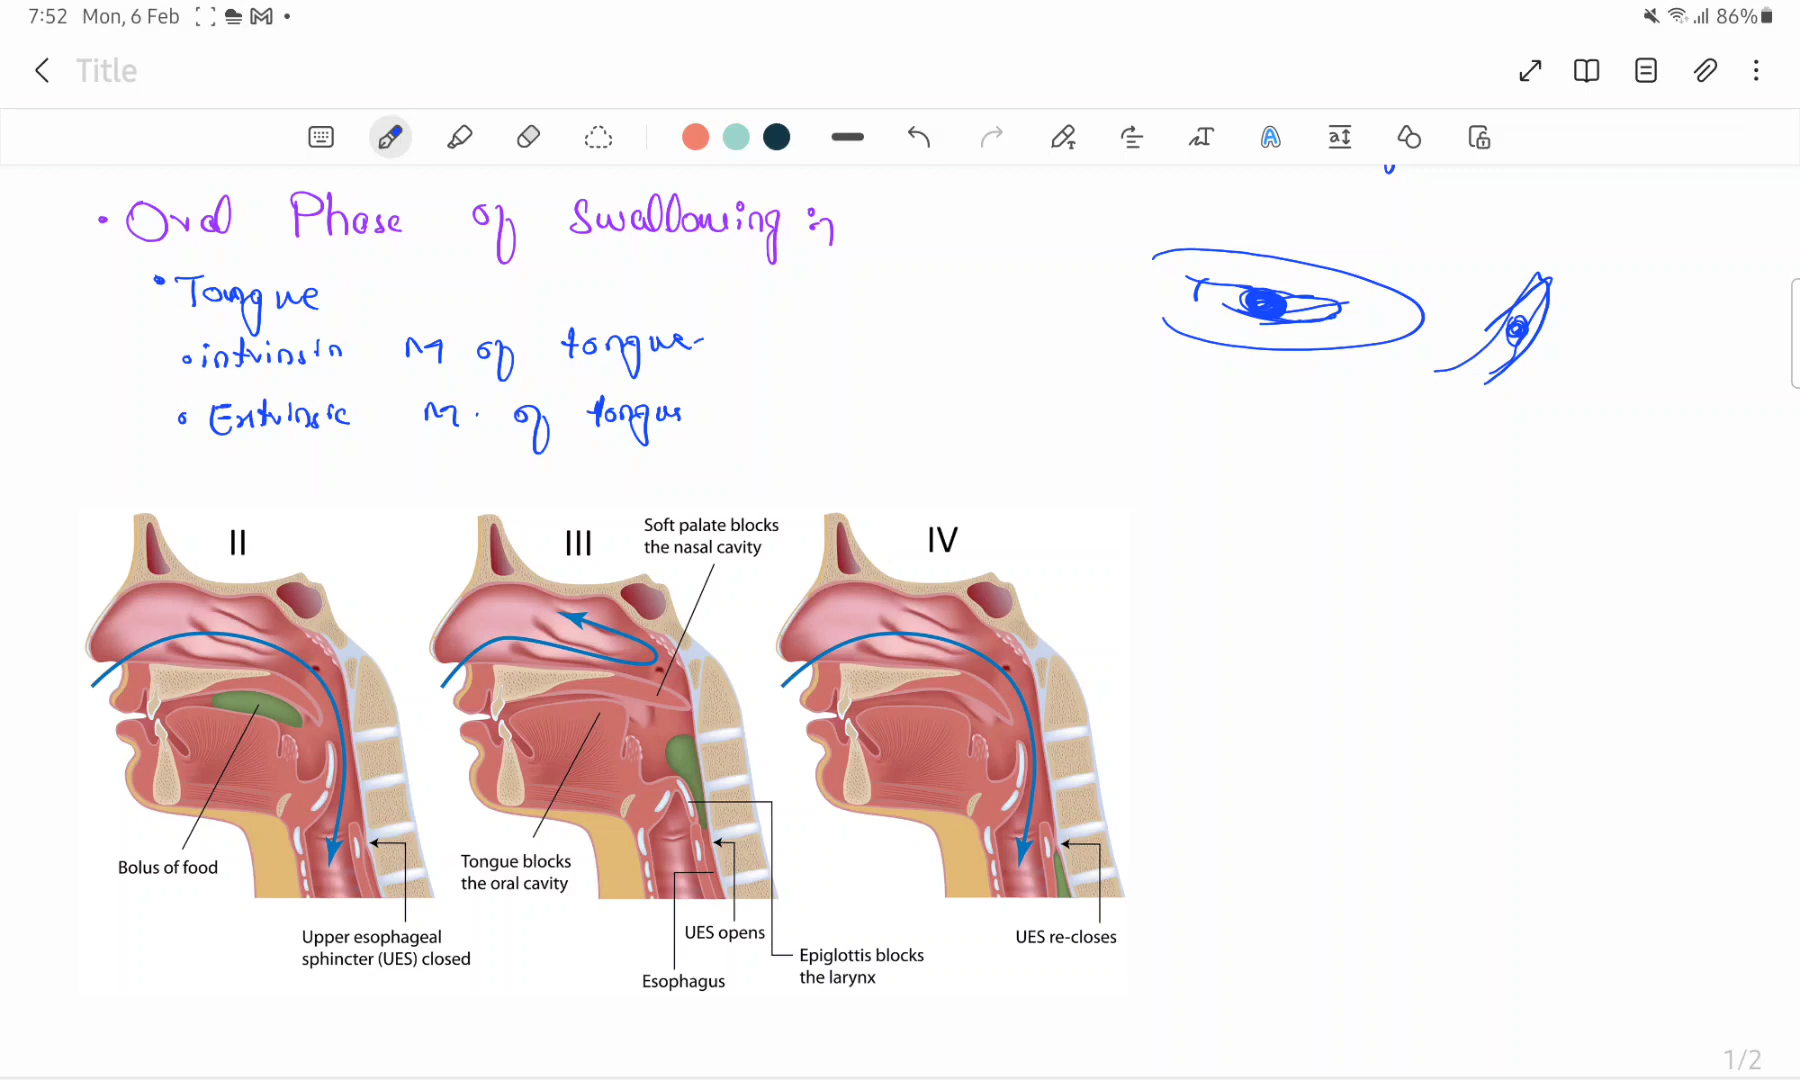 7:52 Mon, 6 Feb
86%
Title
• Oral Phase of Swallowing :
• Tongue
• intrinsin M of tongue
• Extrinsic M. of tongue
II
III
IV
Soft palate blocks
the nasal cavity
Bolus of food
Tongue blocks
the oral cavity
Upper esophageal
sphincter (UES) closed
UES opens
Esophagus
Epiglottis blocks
the larynx
UES re-closes
1/2